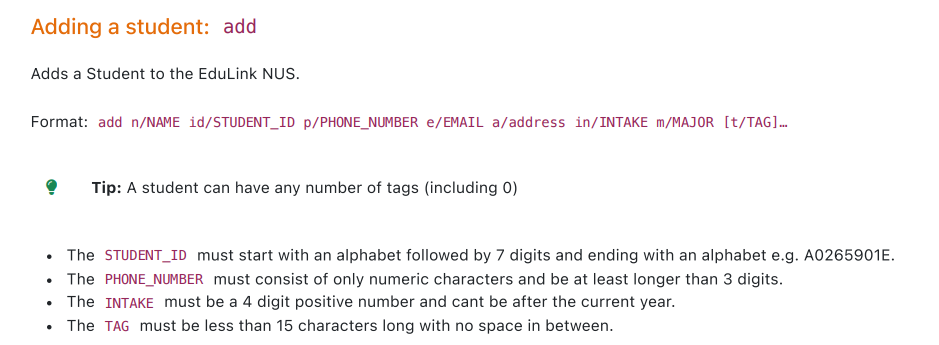 Adding a student: add
Adds a Student to the EduLink NUS.
Format: add n/NAME id/STUDENT_ID p/PHONE_NUMBER e/EMAIL a/address in/INTAKE m/MAJOR [t/TAG]…
Tip: A student can have any number of tags (including 0)
• The STUDENT_ID must start with an alphabet followed by 7 digits and ending with an alphabet e.g. A0265901E.
• The PHONE_NUMBER must consist of only numeric characters and be at least longer than 3 digits.
• The INTAKE must be a 4 digit positive number and cant be after the current year.
• The TAG must be less than 15 characters long with no space in between.